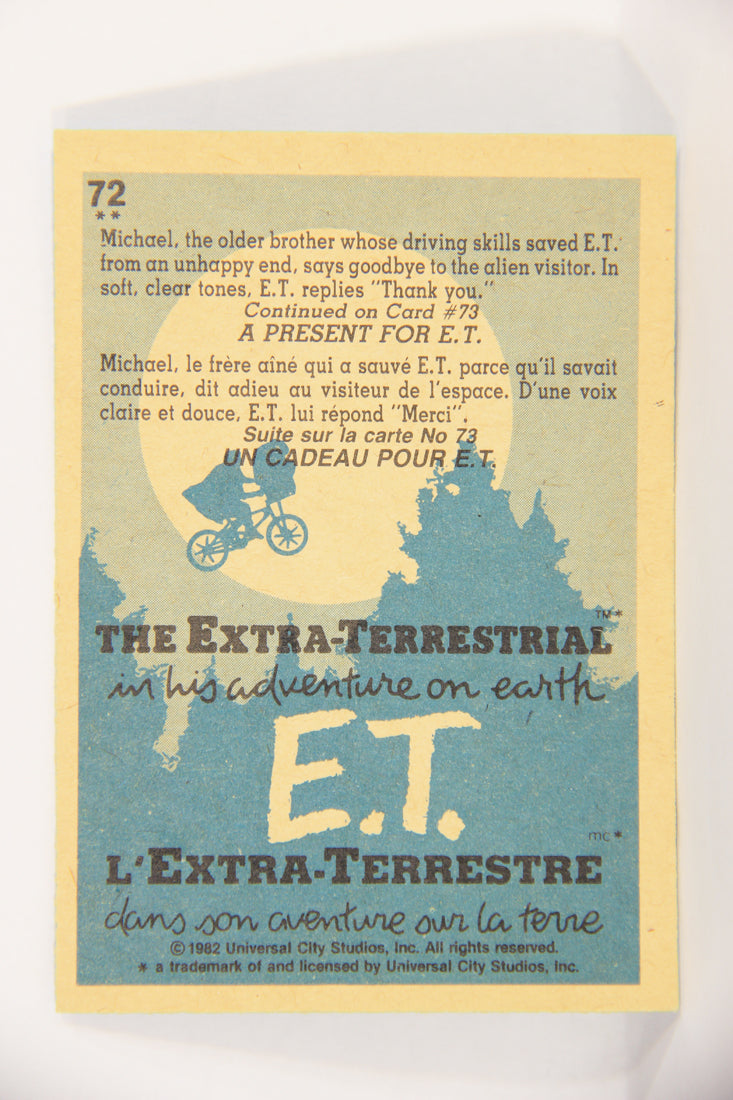 72
**
Michael, the older brother whose driving skills saved E.T.
from an unhappy end, says goodbye to the alien visitor. In
soft, clear tones, E.T. replies "Thank you."
Continued on Card #73
A PRESENT FOR E.T.
Michael, le frère aîné qui a sauvé E.T. parce qu'il savait
conduire, dit adieu au visiteur de l'espace. D'une voix
claire et douce, E.T. lui répond "Merci".
Suite sur la carte No 73
UN CADEAU POUR E.T.
THE EXTRA-TERRESTRIAL™*
in his adventure on earth
E.T.
mc*
L'EXTRA-TERRESTRE
dans son aventure sur la terre
© 1982 Universal City Studios, Inc. All rights reserved.
* a trademark of and licensed by Universal City Studios, Inc.